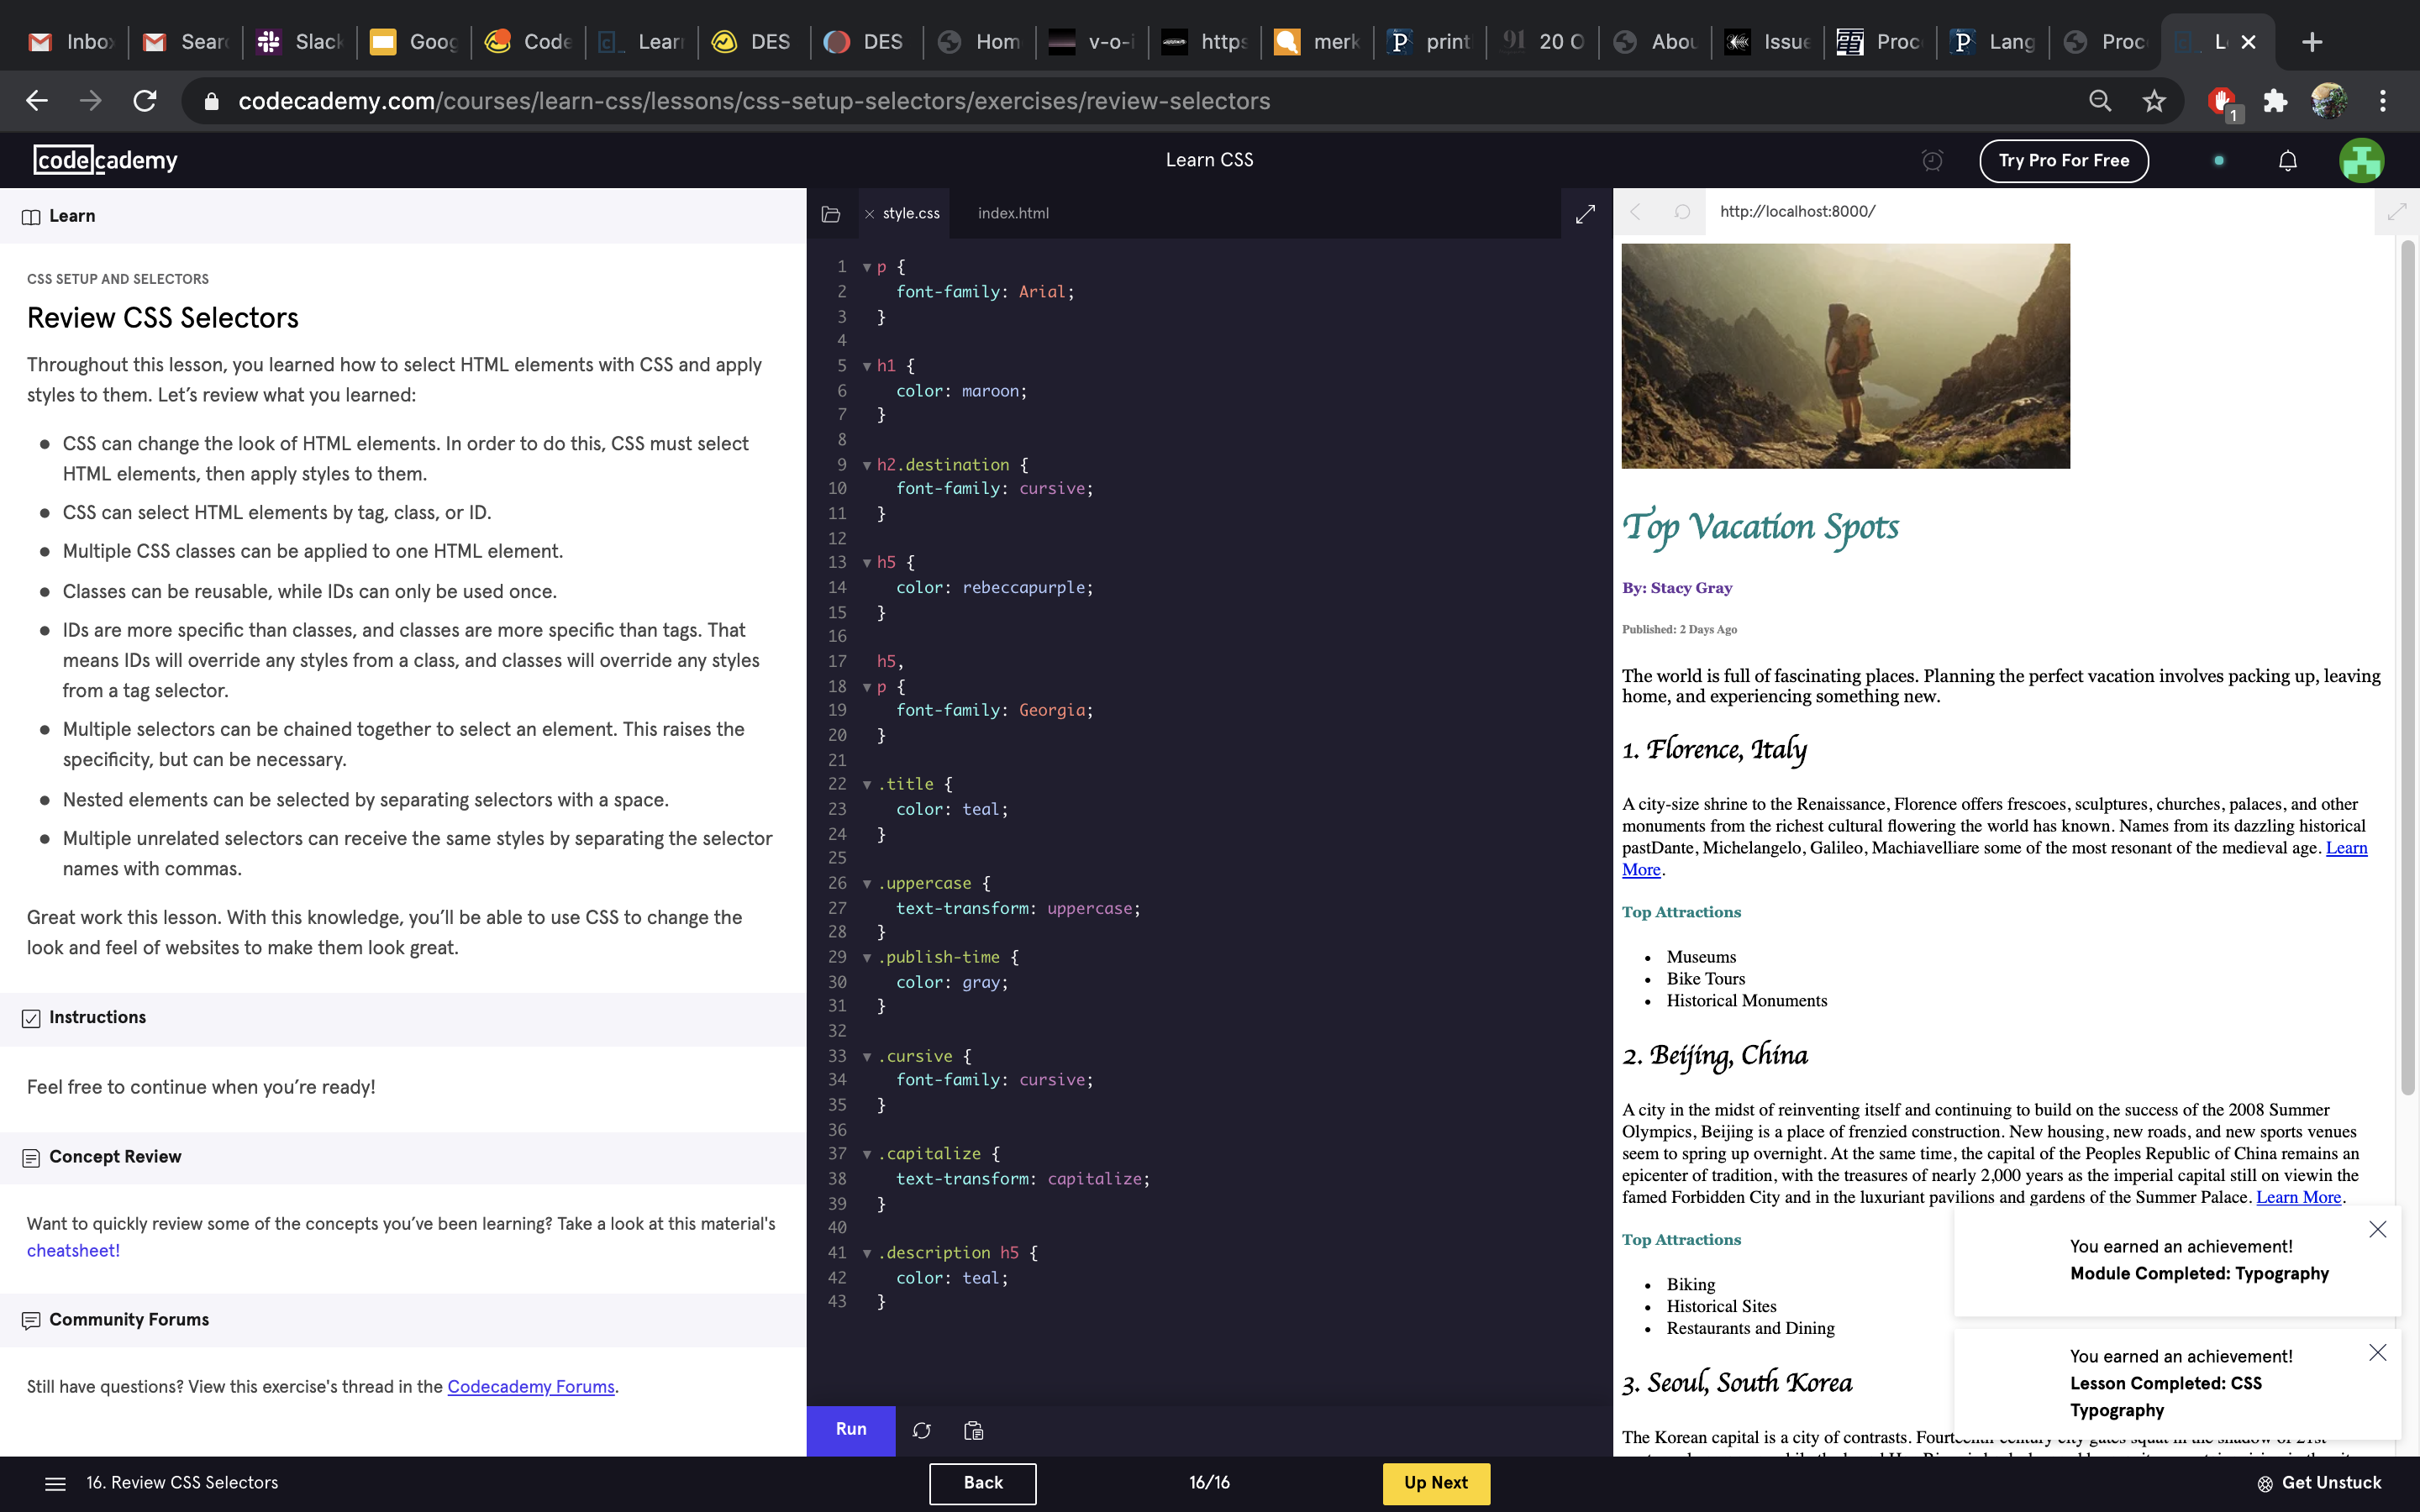 Inbo
Sear
Slack
Goog
Code
Lear
DES
DES
Hom
v-o-i
https
merk
print
20 O
Abou
Issue
Proc
Lang
Proc
L
codecademy.com/courses/learn-css/lessons/css-setup-selectors/exercises/review-selectors
1
codecademy
Learn CSS
Try Pro For Free
Learn
CSS SETUP AND SELECTORS
Review CSS Selectors
Throughout this lesson, you learned how to select HTML elements with CSS and apply
styles to them. Let’s review what you learned:
● CSS can change the look of HTML elements. In order to do this, CSS must select
HTML elements, then apply styles to them.
● CSS can select HTML elements by tag, class, or ID.
● Multiple CSS classes can be applied to one HTML element.
● Classes can be reusable, while IDs can only be used once.
● IDs are more specific than classes, and classes are more specific than tags. That
means IDs will override any styles from a class, and classes will override any styles
from a tag selector.
● Multiple selectors can be chained together to select an element. This raises the
specificity, but can be necessary.
● Nested elements can be selected by separating selectors with a space.
● Multiple unrelated selectors can receive the same styles by separating the selector
names with commas.
Great work this lesson. With this knowledge, you’ll be able to use CSS to change the
look and feel of websites to make them look great.
Instructions
Feel free to continue when you’re ready!
Concept Review
Want to quickly review some of the concepts you’ve been learning? Take a look at this material's
cheatsheet!
Community Forums
Still have questions? View this exercise's thread in the Codecademy Forums.
style.css
index.html
1 p {
2 font-family: Arial;
3 }
4
5 h1 {
6 color: maroon;
7 }
8
9 h2.destination {
10 font-family: cursive;
11 }
12
13 h5 {
14 color: rebeccapurple;
15 }
16
17 h5,
18 p {
19 font-family: Georgia;
20 }
21
22 .title {
23 color: teal;
24 }
25
26 .uppercase {
27 text-transform: uppercase;
28 }
29 .publish-time {
30 color: gray;
31 }
32
33 .cursive {
34 font-family: cursive;
35 }
36
37 .capitalize {
38 text-transform: capitalize;
39 }
40
41 .description h5 {
42 color: teal;
43 }
Run
http://localhost:8000/
Top Vacation Spots
By: Stacy Gray
Published: 2 Days Ago
The world is full of fascinating places. Planning the perfect vacation involves packing up, leaving
home, and experiencing something new.
1. Florence, Italy
A city-size shrine to the Renaissance, Florence offers frescoes, sculptures, churches, palaces, and other
monuments from the richest cultural flowering the world has known. Names from its dazzling historical
pastDante, Michelangelo, Galileo, Machiavelliare some of the most resonant of the medieval age. Learn
More.
Top Attractions
• Museums
• Bike Tours
• Historical Monuments
2. Beijing, China
A city in the midst of reinventing itself and continuing to build on the success of the 2008 Summer
Olympics, Beijing is a place of frenzied construction. New housing, new roads, and new sports venues
seem to spring up overnight. At the same time, the capital of the Peoples Republic of China remains an
epicenter of tradition, with the treasures of nearly 2,000 years as the imperial capital still on viewin the
famed Forbidden City and in the luxuriant pavilions and gardens of the Summer Palace. Learn More.
Top Attractions
• Biking
• Historical Sites
• Restaurants and Dining
3. Seoul, South Korea
The Korean capital is a city of contrasts. Fourteenth century city gates squat in the shadow of 21st
You earned an achievement!
Module Completed: Typography
You earned an achievement!
Lesson Completed: CSS
Typography
16. Review CSS Selectors
Back
16/16
Up Next
Get Unstuck